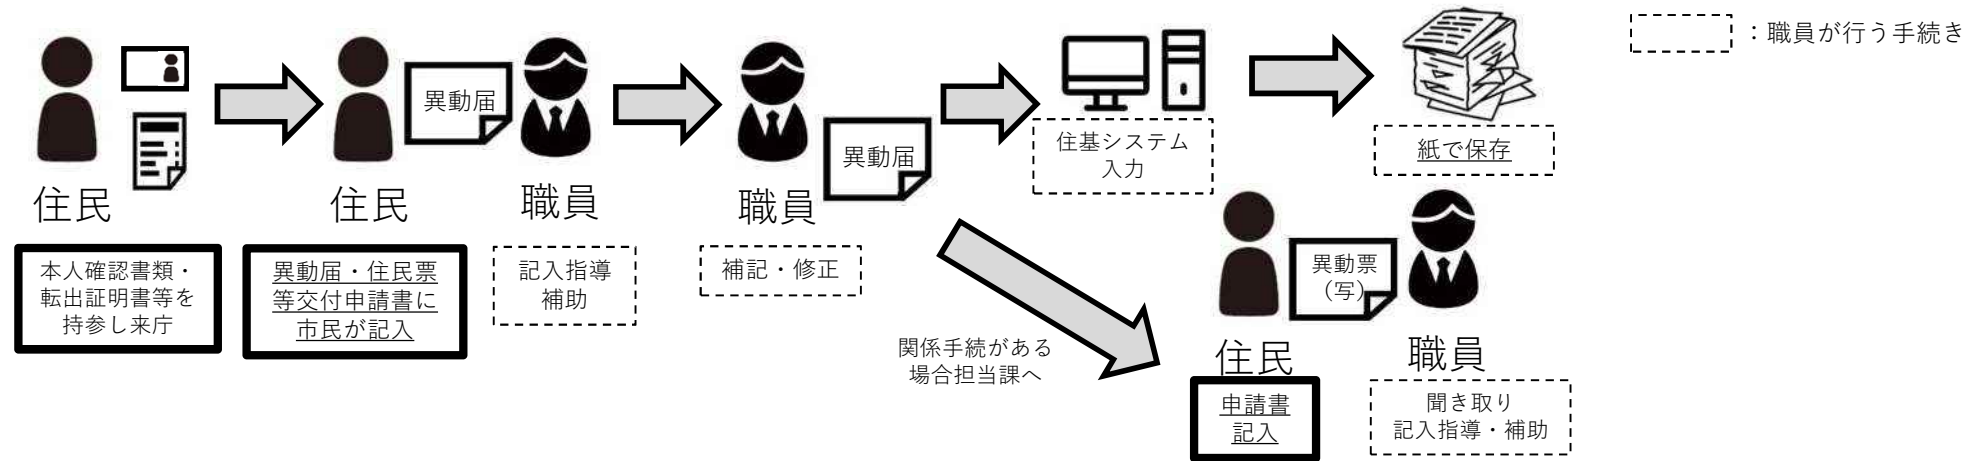 ：職員が行う手続き
異動届
異動届
住基システム
入力
紙で保存
住民
住民
職員
職員
本人確認書類・
転出証明書等を
持参し来庁
異動届・住民票
等交付申請書に
市民が記入
記入指導
補助
補記・修正
関係手続がある
場合担当課へ
異動票
（写）
住民
職員
申請書
記入
聞き取り
記入指導・補助